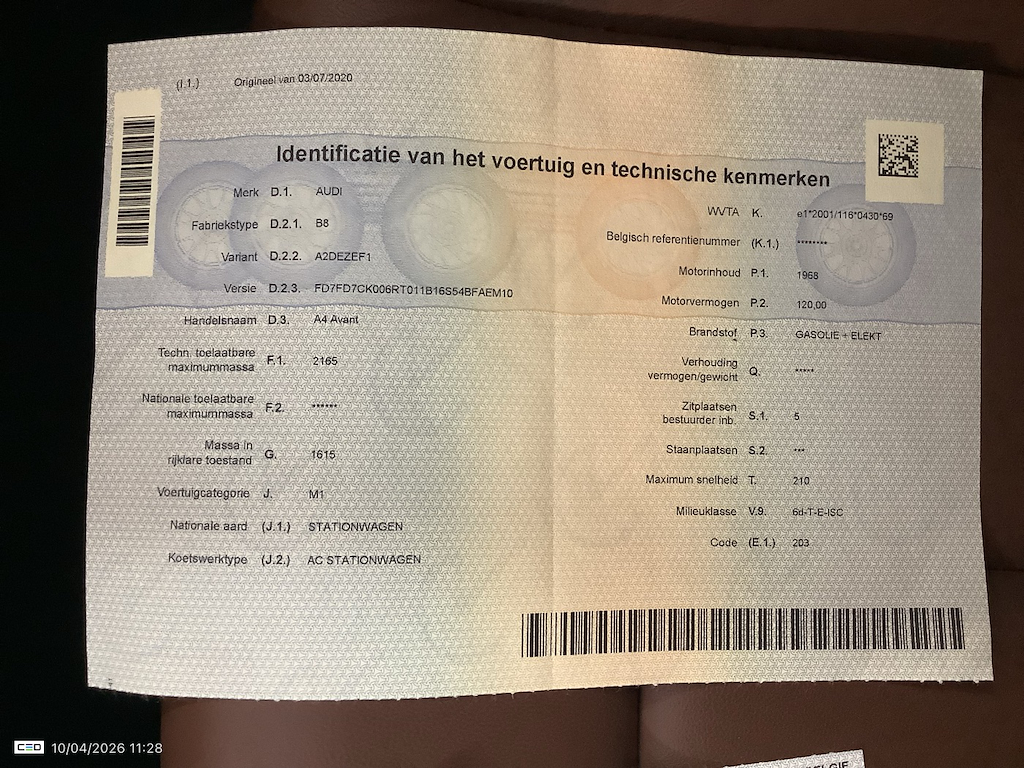 (I.1.) Origineel van 03/07/2020
Identificatie van het voertuig en technische kenmerken
Merk D.1. AUDI
Fabriekstype D.2.1. B8
Variant D.2.2. A2DEZEF1
Versie D.2.3. FD7FD7CK006RT011B16S54BFAEM10
Handelsnaam D.3. A4 Avant
Techn. toelaatbare
maximummassa F.1. 2165
Nationale toelaatbare
maximummassa F.2. ******
Massa in
rijklare toestand G. 1615
Voertuigcategorie J. M1
Nationale aard (J.1.) STATIONWAGEN
Koetswerktype (J.2.) AC STATIONWAGEN
WVTA K. e1*2001/116*0430*69
Belgisch referentienummer (K.1.) ********
Motorinhoud P.1. 1968
Motorvermogen P.2. 120,00
Brandstof P.3. GASOLIE + ELEKT
Verhouding
vermogen/gewicht Q. *****
Zitplaatsen
bestuurder inb. S.1. 5
Staanplaatsen S.2. ***
Maximum snelheid T. 210
Milieuklasse V.9. 6d-T-E-ISC
Code (E.1.) 203
CEO 10/04/2026 11:28